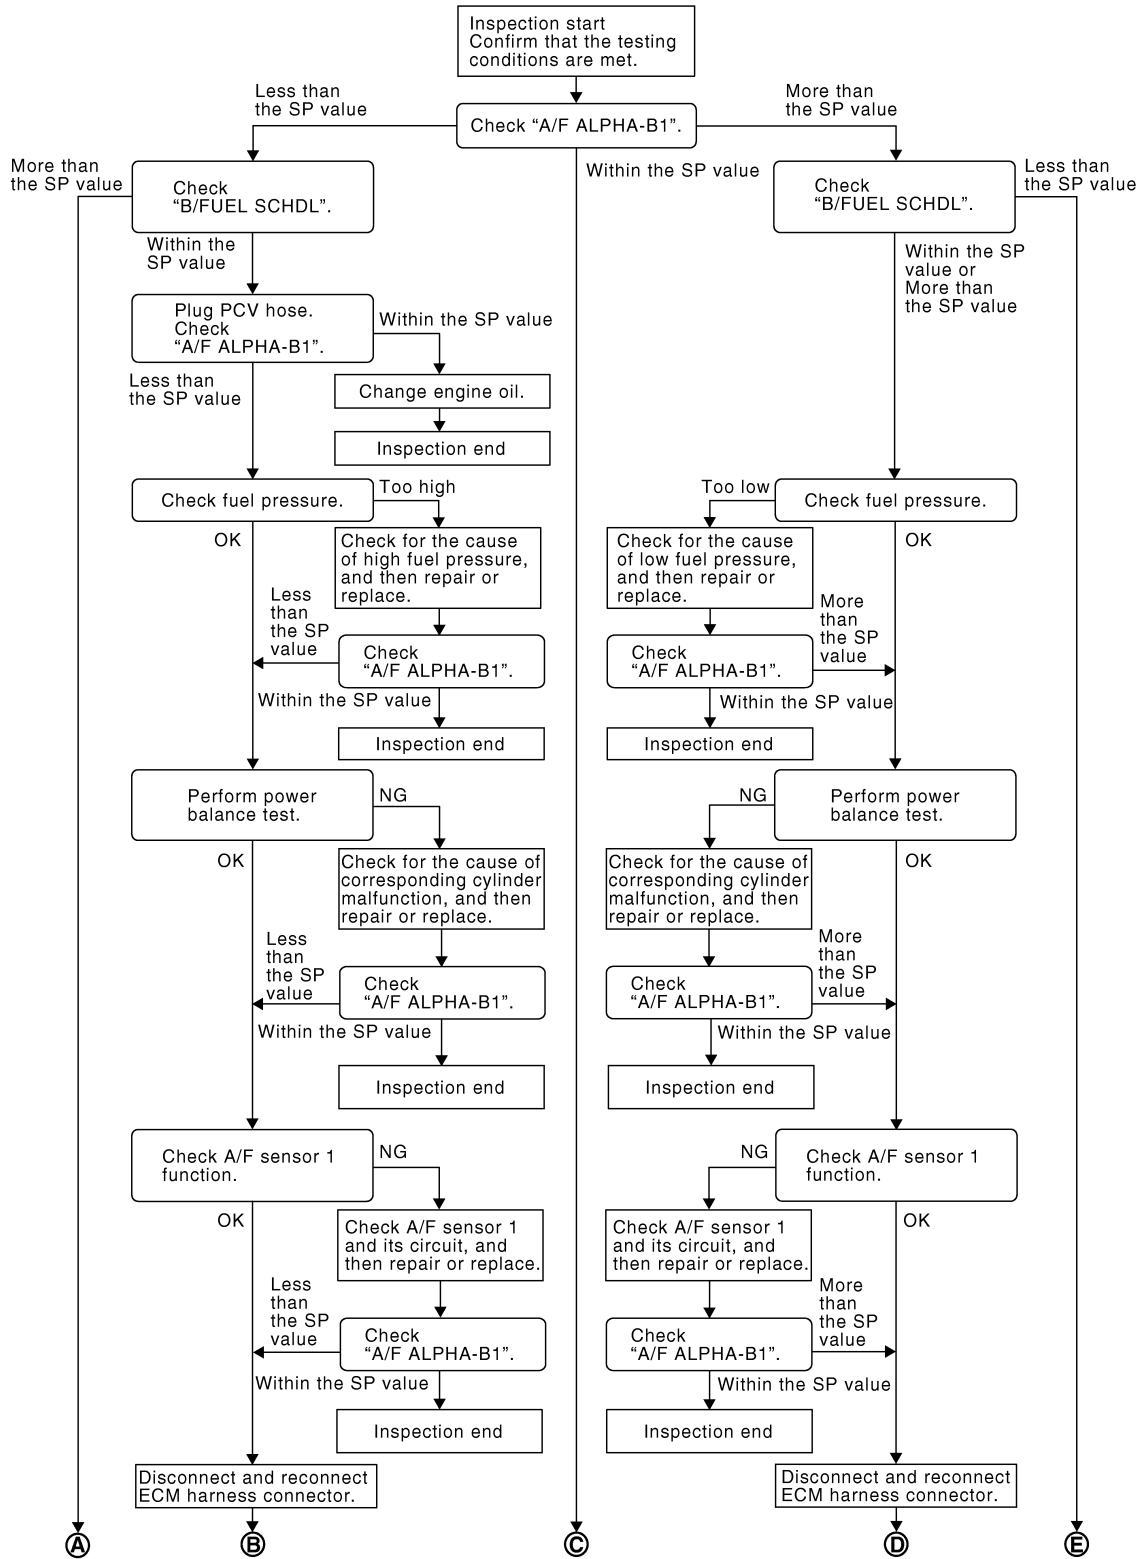 Inspection start
Confirm that the testing
conditions are met.
Less than
the SP value
More than
the SP value
Check “A/F ALPHA-B1”.
More than
the SP value
Check
“B/FUEL SCHDL”.
Within the SP value
Check
“B/FUEL SCHDL”.
Less than
the SP value
Within the
SP value
Within the SP
value or
More than
the SP value
Plug PCV hose.
Check
“A/F ALPHA-B1”.
Within the SP value
Less than
the SP value
Change engine oil.
Inspection end
Check fuel pressure.
Too high
Too low
Check fuel pressure.
OK
Check for the cause
of high fuel pressure,
and then repair or
replace.
Check for the cause
of low fuel pressure,
and then repair or
replace.
OK
Less
than
the SP
value
Check
“A/F ALPHA-B1”.
Check
“A/F ALPHA-B1”.
More
than
the SP
value
Within the SP value
Within the SP value
Inspection end
Inspection end
Perform power
balance test.
NG
NG
Perform power
balance test.
OK
Check for the cause of
corresponding cylinder
malfunction, and then
repair or replace.
Check for the cause of
corresponding cylinder
malfunction, and then
repair or replace.
OK
Less
than
the SP
value
Check
“A/F ALPHA-B1”.
Check
“A/F ALPHA-B1”.
More
than
the SP
value
Within the SP value
Within the SP value
Inspection end
Inspection end
Check A/F sensor 1
function.
NG
NG
Check A/F sensor 1
function.
OK
Check A/F sensor 1
and its circuit, and
then repair or replace.
Check A/F sensor 1
and its circuit, and
then repair or replace.
OK
Less
than
the SP
value
Check
“A/F ALPHA-B1”.
Check
“A/F ALPHA-B1”.
More
than
the SP
value
Within the SP value
Within the SP value
Inspection end
Inspection end
Disconnect and reconnect
ECM harness connector.
Disconnect and reconnect
ECM harness connector.
A
B
C
D
E